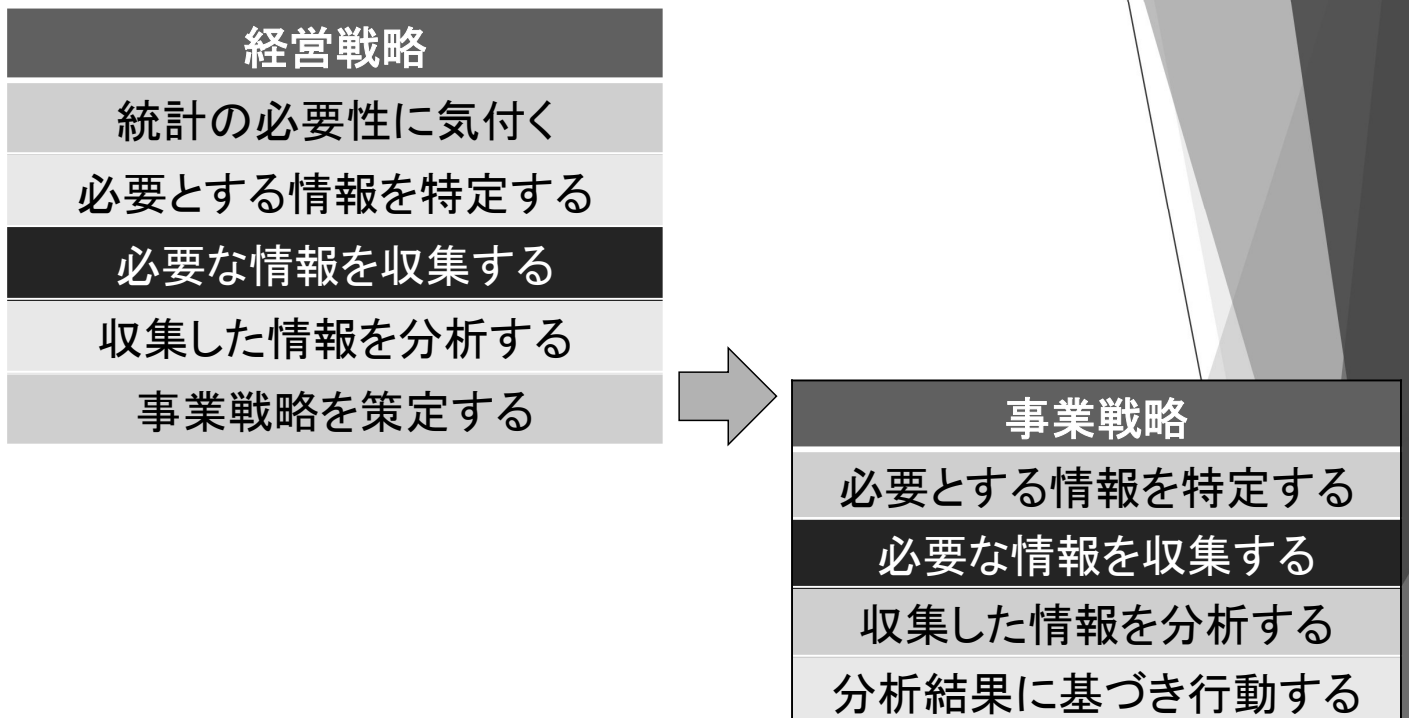 経営戦略
統計の必要性に気付く
必要とする情報を特定する
必要な情報を収集する
収集した情報を分析する
事業戦略を策定する
事業戦略
必要とする情報を特定する
必要な情報を収集する
収集した情報を分析する
分析結果に基づき行動する